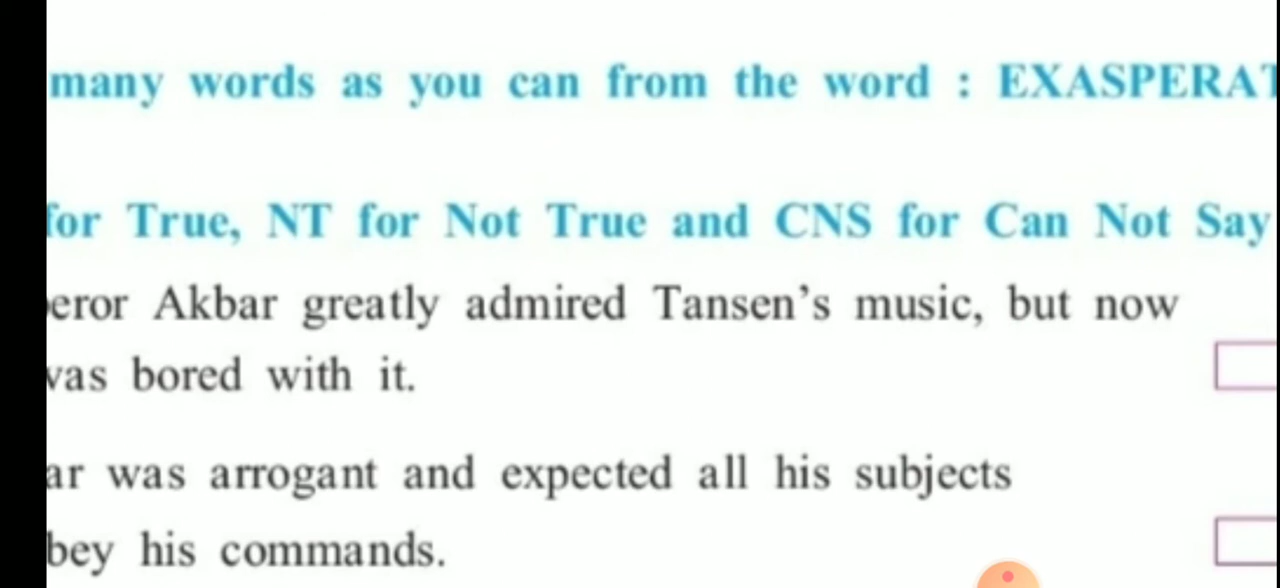 many words as you can from the word : EXASPERAT
for True, NT for Not True and CNS for Can Not Say
eror Akbar greatly admired Tansen's music, but now
was bored with it.
ar was arrogant and expected all his subjects
bey his commands.